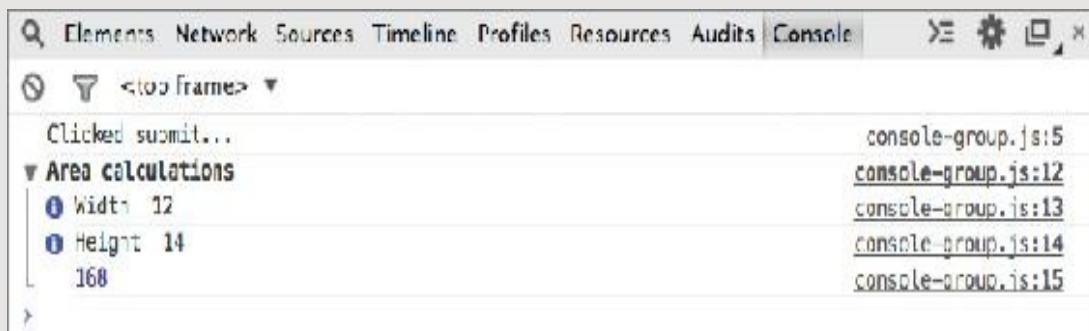 Elements Network Sources Timeline Profiles Resources Audits Console
<top frame>
Clicked submit... console-group.js:5
Area calculations console-group.js:12
Width 12 console-group.js:13
Height 14 console-group.js:14
168 console-group.js:15